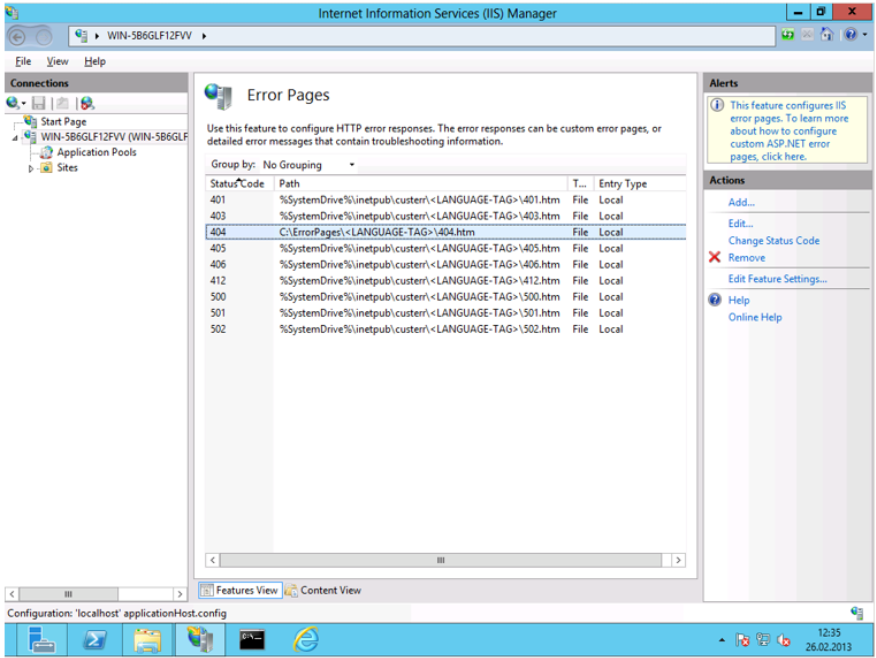 Internet Information Services (IIS) Manager
WIN-5B6GLF12FVV
File View Help
Connections
Start Page
WIN-5B6GLF12FVV (WIN-5B6GLF
Application Pools
Sites
Error Pages
Use this feature to configure HTTP error responses. The error responses can be custom error pages, or
detailed error messages that contain troubleshooting information.
Group by: No Grouping
Status Code Path T... Entry Type
401 %SystemDrive%\inetpub\custerr\<LANGUAGE-TAG>\401.htm File Local
403 %SystemDrive%\inetpub\custerr\<LANGUAGE-TAG>\403.htm File Local
404 C:\ErrorPages\<LANGUAGE-TAG>\404.htm File Local
405 %SystemDrive%\inetpub\custerr\<LANGUAGE-TAG>\405.htm File Local
406 %SystemDrive%\inetpub\custerr\<LANGUAGE-TAG>\406.htm File Local
412 %SystemDrive%\inetpub\custerr\<LANGUAGE-TAG>\412.htm File Local
500 %SystemDrive%\inetpub\custerr\<LANGUAGE-TAG>\500.htm File Local
501 %SystemDrive%\inetpub\custerr\<LANGUAGE-TAG>\501.htm File Local
502 %SystemDrive%\inetpub\custerr\<LANGUAGE-TAG>\502.htm File Local
Features View Content View
Alerts
This feature configures IIS
error pages. To learn more
about how to configure
custom ASP.NET error
pages, click here.
Actions
Add...
Edit...
Change Status Code
Remove
Edit Feature Settings...
Help
Online Help
Configuration: 'localhost' applicationHost.config
12:35
26.02.2013